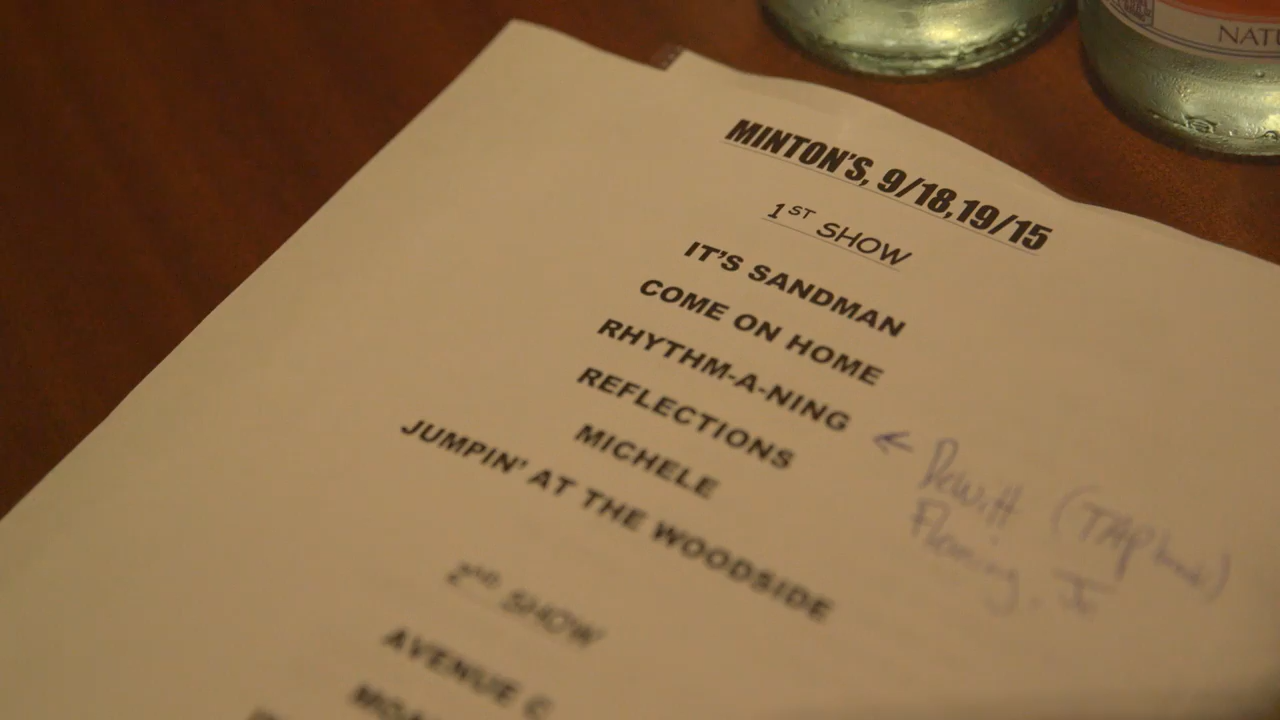 NATU
MINTON'S, 9/18,19/15
1ST SHOW
IT'S SANDMAN
COME ON HOME
RHYTHM-A-NING
REFLECTIONS
MICHELE
JUMPIN' AT THE WOODSIDE
← Dewitt (TAP
Fleming, Jr
2ND SHOW
AVENUE C